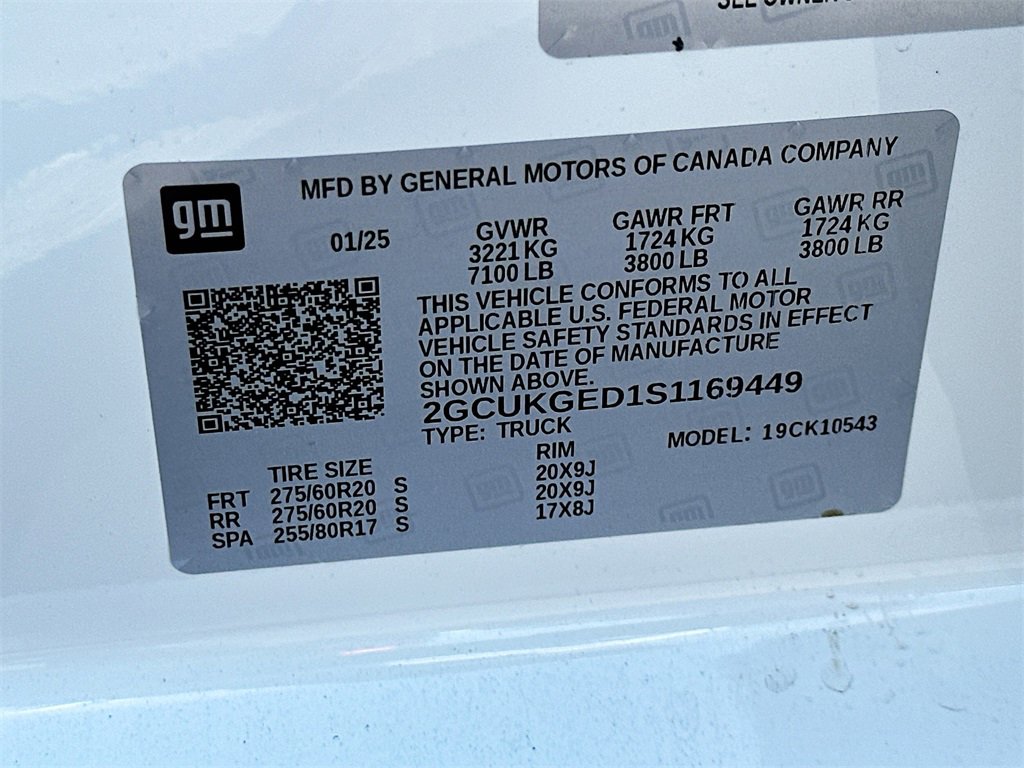 SEE OWNER
gm
MFD BY GENERAL MOTORS OF CANADA COMPANY
01/25
GVWR GAWR FRT GAWR RR
3221 KG 1724 KG 1724 KG
7100 LB 3800 LB 3800 LB
THIS VEHICLE CONFORMS TO ALL
APPLICABLE U.S. FEDERAL MOTOR
VEHICLE SAFETY STANDARDS IN EFFECT
ON THE DATE OF MANUFACTURE
SHOWN ABOVE.
2GCUKGED1S1169449
TYPE: TRUCK MODEL: 19CK10543
TIRE SIZE RIM
FRT 275/60R20 S 20X9J
RR 275/60R20 S 20X9J
SPA 255/80R17 S 17X8J